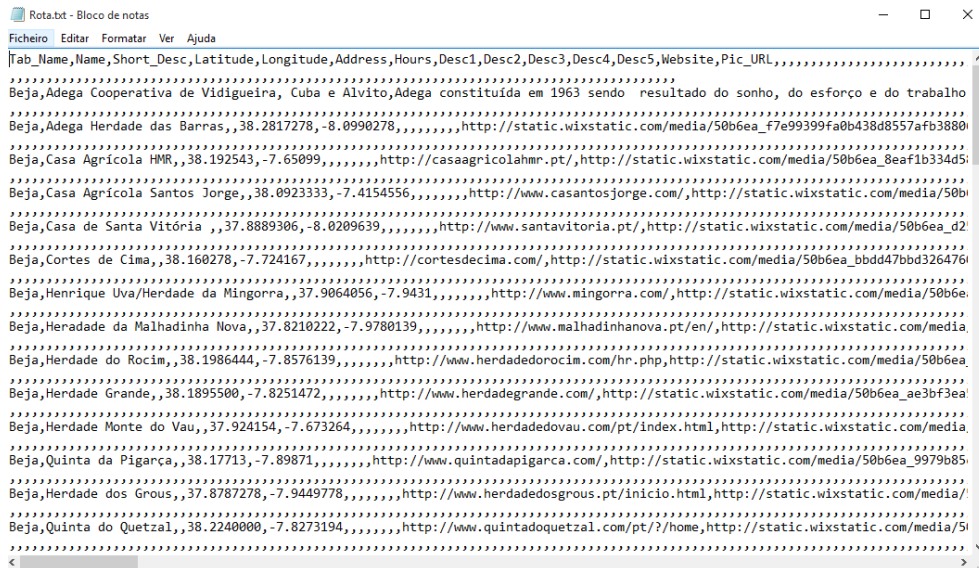 Rota.txt - Bloco de notas
Ficheiro Editar Formatar Ver Ajuda
Tab_Name,Name,Short_Desc,Latitude,Longitude,Address,Hours,Desc1,Desc2,Desc3,Desc4,Desc5,Website,Pic_URL,,,,,,,,,,,,,,,,,,,,,,,,,
,,,,,,,,,,,,,,,,,,,,,,,,,,,,,,,,,,,,,,,,,,,,,,,,,,,,,,,,,,,,,,,,,,,,,,,,,,,,,,,,,,,,,,,
Beja,Adega Cooperativa de Vidigueira, Cuba e Alvito,Adega constituída em 1963 sendo  resultado do sonho, do esforço e do trabalho
,,,,,,,,,,,,,,,,,,,,,,,,,,,,,,,,,,,,,,,,,,,,,,,,,,,,,,,,,,,,,,,,,,,,,,,,,,,,,,,,,,,,,,,,,,,,,,,,,,,,,,,,,,,,,,,,,,,,,,,,,,,,,
Beja,Adega Herdade das Barras,,38.2817278,-8.0990278,,,,,,,,,http://static.wixstatic.com/media/50b6ea_f7e99399fa0b438d8557afb3880
,,,,,,,,,,,,,,,,,,,,,,,,,,,,,,,,,,,,,,,,,,,,,,,,,,,,,,,,,,,,,,,,,,,,,,,,,,,,,,,,,,,,,,,,,,,,,,,,,,,,,,,,,,,,,,,,,,,,,,,,,,,,,
Beja,Casa Agrícola HMR,,38.192543,-7.65099,,,,,,,,http://casaagricolahmr.pt/,http://static.wixstatic.com/media/50b6ea_8eaf1b334d58
,,,,,,,,,,,,,,,,,,,,,,,,,,,,,,,,,,,,,,,,,,,,,,,,,,,,,,,,,,,,,,,,,,,,,,,,,,,,,,,,,,,,,,,,,,,,,,,,,,,,,,,,,,,,,,,,,,,,,,,,,,,,,
Beja,Casa Agrícola Santos Jorge,,38.0923333,-7.4154556,,,,,,,,http://www.casantosjorge.com/,http://static.wixstatic.com/media/50b6
,,,,,,,,,,,,,,,,,,,,,,,,,,,,,,,,,,,,,,,,,,,,,,,,,,,,,,,,,,,,,,,,,,,,,,,,,,,,,,,,,,,,,,,,,,,,,,,,,,,,,,,,,,,,,,,,,,,,,,,,,,,,,
Beja,Casa de Santa Vitória ,,37.8889306,-8.0209639,,,,,,,,http://www.santavitoria.pt/,http://static.wixstatic.com/media/50b6ea_d25
,,,,,,,,,,,,,,,,,,,,,,,,,,,,,,,,,,,,,,,,,,,,,,,,,,,,,,,,,,,,,,,,,,,,,,,,,,,,,,,,,,,,,,,,,,,,,,,,,,,,,,,,,,,,,,,,,,,,,,,,,,,,,
Beja,Cortes de Cima,,38.160278,-7.724167,,,,,,,,http://cortesdecima.com/,http://static.wixstatic.com/media/50b6ea_bbdd47bbd3264760
,,,,,,,,,,,,,,,,,,,,,,,,,,,,,,,,,,,,,,,,,,,,,,,,,,,,,,,,,,,,,,,,,,,,,,,,,,,,,,,,,,,,,,,,,,,,,,,,,,,,,,,,,,,,,,,,,,,,,,,,,,,,,
Beja,Henrique Uva/Herdade da Mingorra,,37.9064056,-7.9431,,,,,,,,http://www.mingorra.com/,http://static.wixstatic.com/media/50b6ea
,,,,,,,,,,,,,,,,,,,,,,,,,,,,,,,,,,,,,,,,,,,,,,,,,,,,,,,,,,,,,,,,,,,,,,,,,,,,,,,,,,,,,,,,,,,,,,,,,,,,,,,,,,,,,,,,,,,,,,,,,,,,,
Beja,Heradade da Malhadinha Nova,,37.8210222,-7.9780139,,,,,,,,http://www.malhadinhanova.pt/en/,http://static.wixstatic.com/media/
,,,,,,,,,,,,,,,,,,,,,,,,,,,,,,,,,,,,,,,,,,,,,,,,,,,,,,,,,,,,,,,,,,,,,,,,,,,,,,,,,,,,,,,,,,,,,,,,,,,,,,,,,,,,,,,,,,,,,,,,,,,,,
Beja,Herdade do Rocim,,38.1986444,-7.8576139,,,,,,,,http://www.herdadedorocim.com/hr.php,http://static.wixstatic.com/media/50b6ea_
,,,,,,,,,,,,,,,,,,,,,,,,,,,,,,,,,,,,,,,,,,,,,,,,,,,,,,,,,,,,,,,,,,,,,,,,,,,,,,,,,,,,,,,,,,,,,,,,,,,,,,,,,,,,,,,,,,,,,,,,,,,,,
Beja,Herdade Grande,,38.1895500,-7.8251472,,,,,,,,http://www.herdadegrande.com/,http://static.wixstatic.com/media/50b6ea_ae3bf3ea5
,,,,,,,,,,,,,,,,,,,,,,,,,,,,,,,,,,,,,,,,,,,,,,,,,,,,,,,,,,,,,,,,,,,,,,,,,,,,,,,,,,,,,,,,,,,,,,,,,,,,,,,,,,,,,,,,,,,,,,,,,,,,,
Beja,Herdade Monte do Vau,,37.924154,-7.673264,,,,,,,,http://www.herdadedovau.com/pt/index.html,http://static.wixstatic.com/media/
,,,,,,,,,,,,,,,,,,,,,,,,,,,,,,,,,,,,,,,,,,,,,,,,,,,,,,,,,,,,,,,,,,,,,,,,,,,,,,,,,,,,,,,,,,,,,,,,,,,,,,,,,,,,,,,,,,,,,,,,,,,,,
Beja,Quinta da Pigarça,,38.17713,-7.89871,,,,,,,,http://www.quintadapigarca.com/,http://static.wixstatic.com/media/50b6ea_9979b85
,,,,,,,,,,,,,,,,,,,,,,,,,,,,,,,,,,,,,,,,,,,,,,,,,,,,,,,,,,,,,,,,,,,,,,,,,,,,,,,,,,,,,,,,,,,,,,,,,,,,,,,,,,,,,,,,,,,,,,,,,,,,,
Beja,Herdade dos Grous,,37.8787278,-7.9449778,,,,,,,,http://www.herdadedosgrous.pt/inicio.html,http://static.wixstatic.com/media/5
,,,,,,,,,,,,,,,,,,,,,,,,,,,,,,,,,,,,,,,,,,,,,,,,,,,,,,,,,,,,,,,,,,,,,,,,,,,,,,,,,,,,,,,,,,,,,,,,,,,,,,,,,,,,,,,,,,,,,,,,,,,,,
Beja,Quinta do Quetzal,,38.2240000,-7.8273194,,,,,,,,http://www.quintadoquetzal.com/pt/?/home,http://static.wixstatic.com/media/50
,,,,,,,,,,,,,,,,,,,,,,,,,,,,,,,,,,,,,,,,,,,,,,,,,,,,,,,,,,,,,,,,,,,,,,,,,,,,,,,,,,,,,,,,,,,,,,,,,,,,,,,,,,,,,,,,,,,,,,,,,,,,,